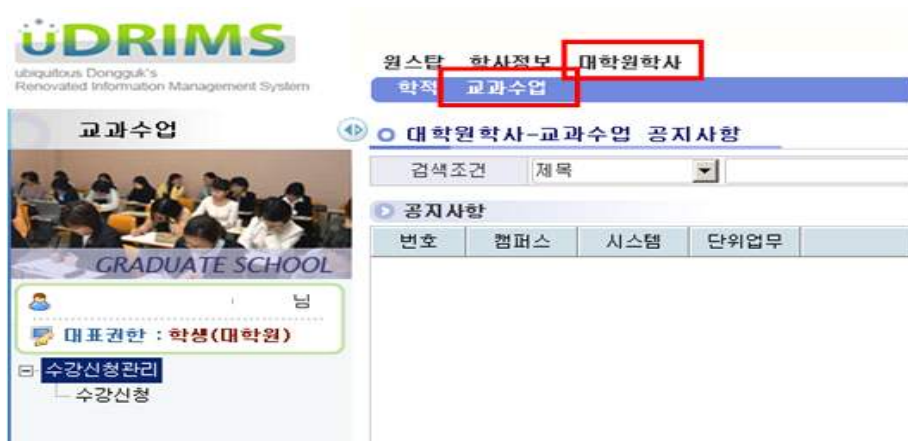 uDRIMS
ubiquitous Dongguk's
Renovated Information Management System
원스탑 학사정보 대학원학사
학적 교과수업
교과수업
대학원학사-교과수업 공지사항
검색조건 제목
공지사항
번호 캠퍼스 시스템 단위업무
GRADUATE SCHOOL
님
대표권한 : 학생(대학원)
수강신청관리
수강신청